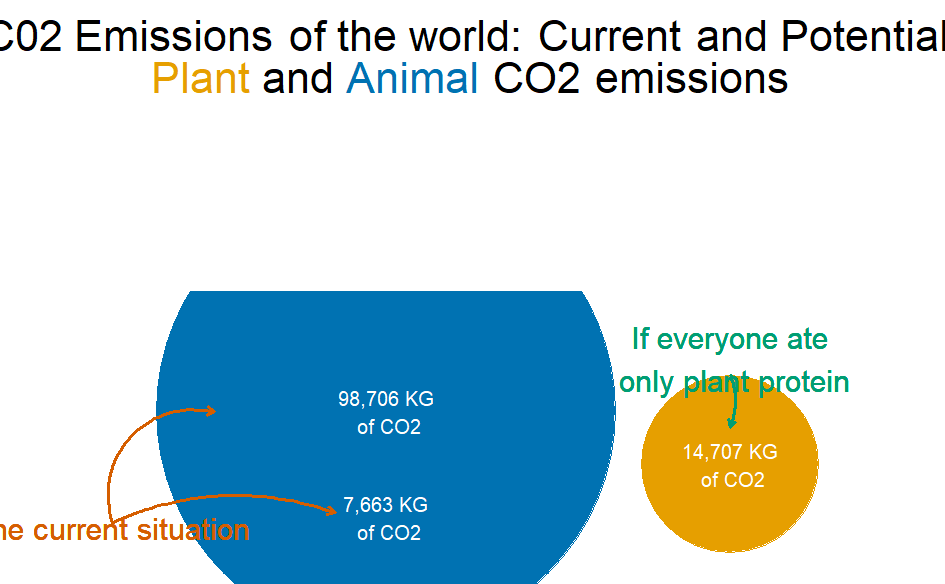 C02 Emissions of the world: Current and Potential
Plant and Animal CO2 emissions
If everyone ate
only plant protein
98,706 KG
of CO2
14,707 KG
of CO2
7,663 KG
of CO2
he current situation